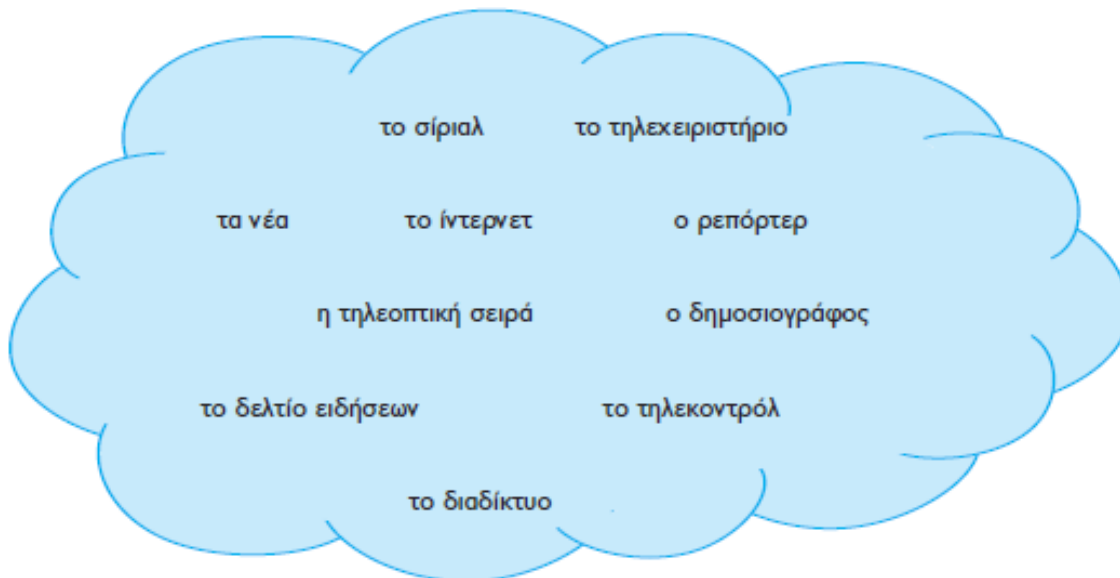 το σίριαλ το τηλεχειριστήριο
τα νέα το ίντερνετ ο ρεπόρτερ
η τηλεοπτική σειρά ο δημοσιογράφος
το δελτίο ειδήσεων το τηλεκοντρόλ
το διαδίκτυο